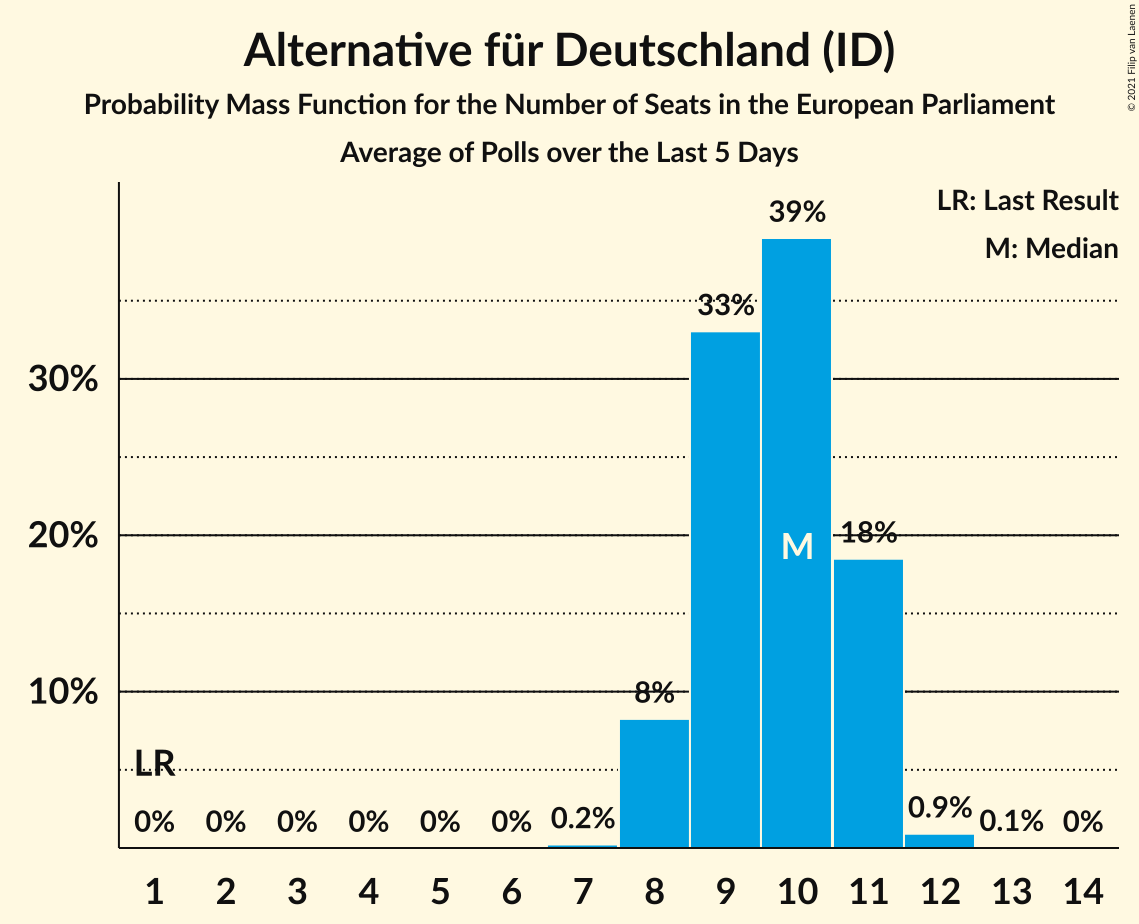 Alternative für Deutschland (ID)
Probability Mass Function for the Number of Seats in the European Parliament
Average of Polls over the Last 5 Days
© 2021 Filip van Laenen
LR: Last Result
M: Median
39%
33%
30%
20%
18%
M
10%
8%
LR
0% 0% 0% 0% 0% 0% 0.2% 0.9% 0.1% 0%
1 2 3 4 5 6 7 8 9 10 11 12 13 14